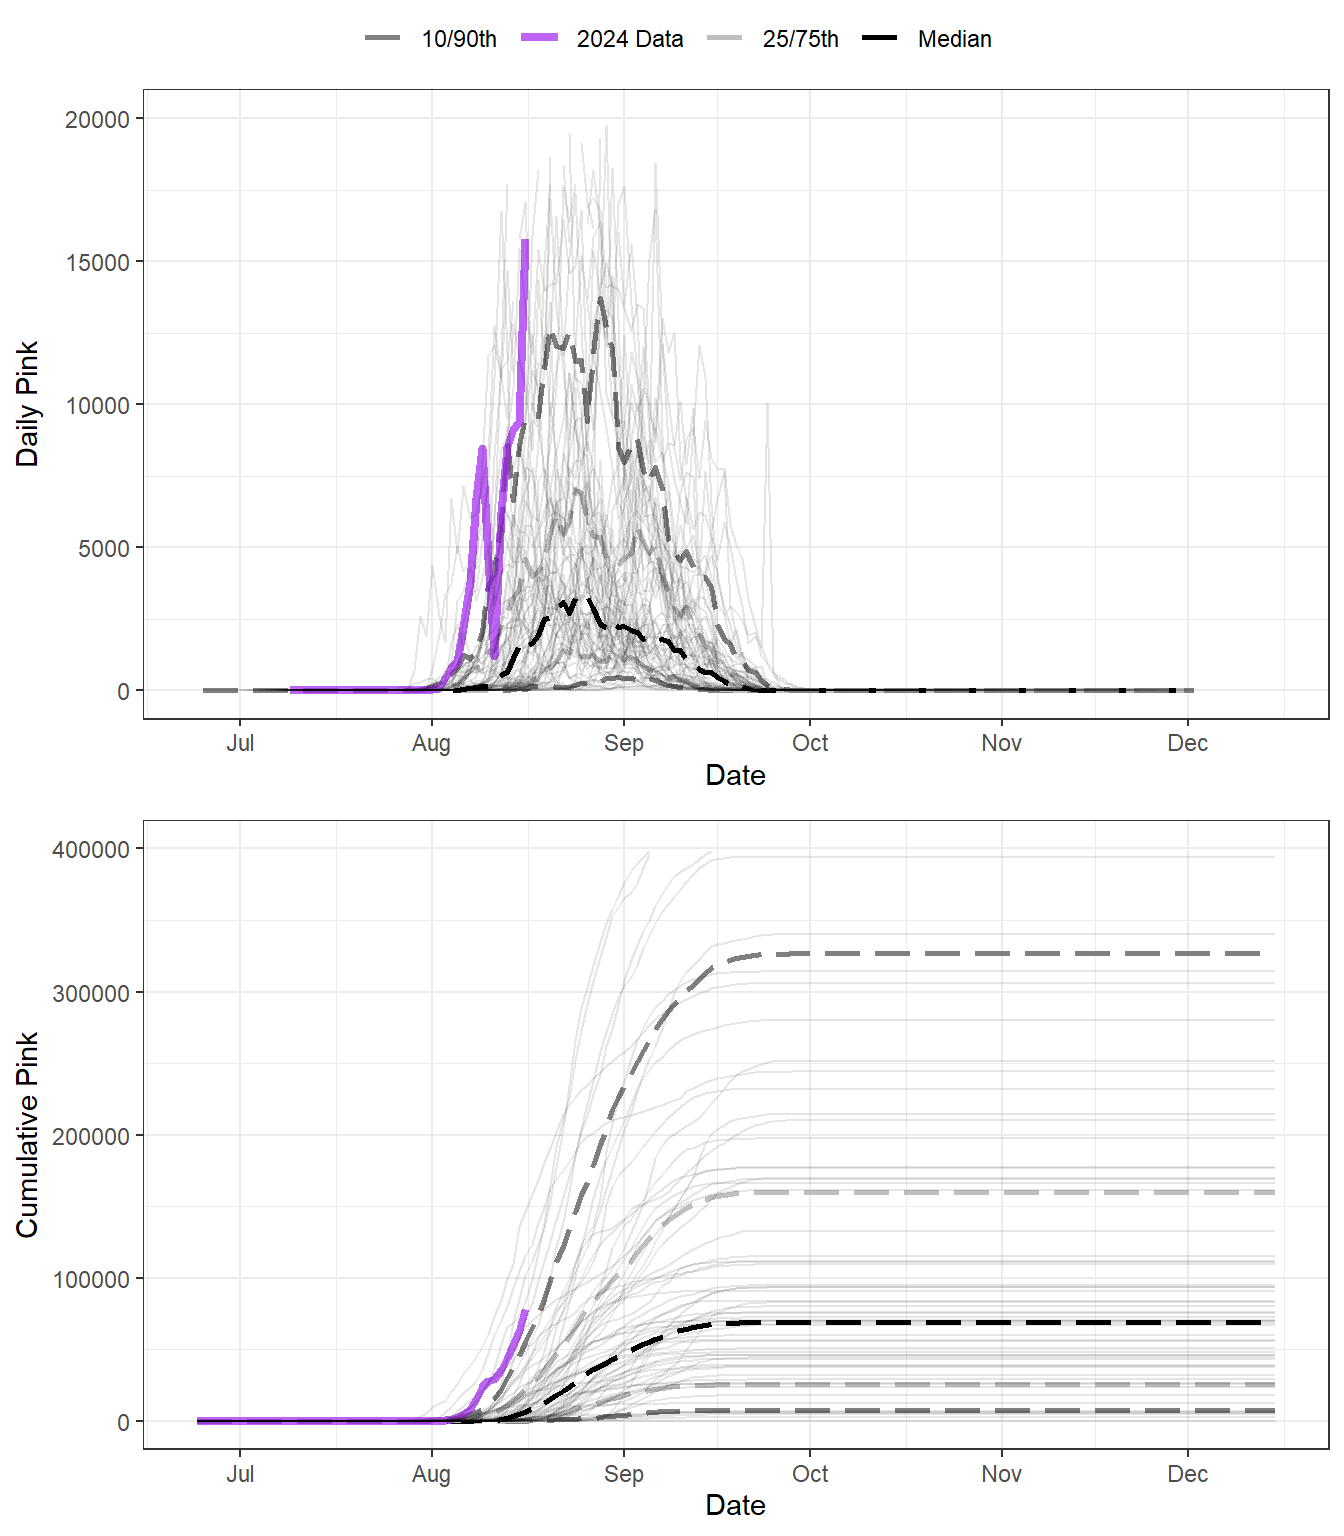 10/90th 2024 Data 25/75th Median
20000
15000
10000
5000
0
Daily Pink
Jul Aug Sep Oct Nov Dec
Date
400000
300000
200000
100000
0
Cumulative Pink
Jul Aug Sep Oct Nov Dec
Date